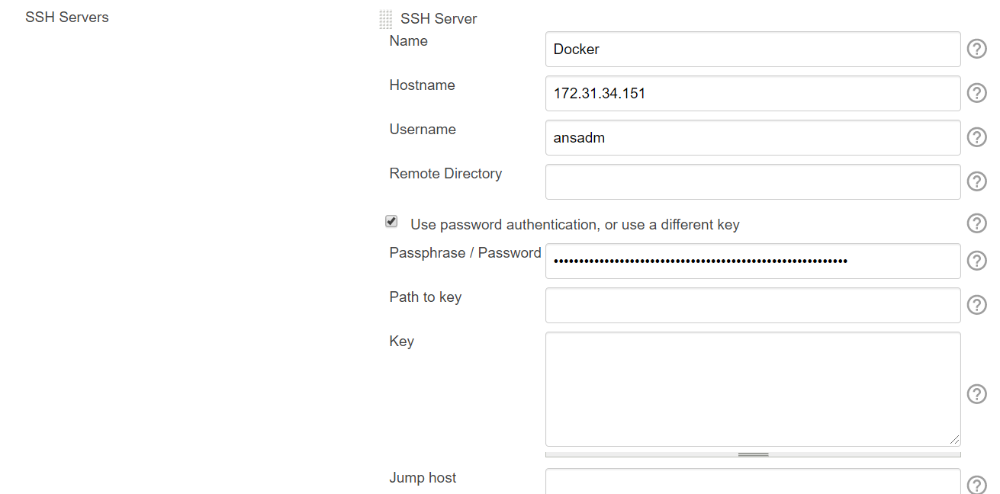 SSH Servers
SSH Server
Name
Docker
Hostname
172.31.34.151
Username
ansadm
Remote Directory
Use password authentication, or use a different key
Passphrase / Password
••••••••••••••••••••••••••••••••••••••••••••••••••••••••••
Path to key
Key
Jump host